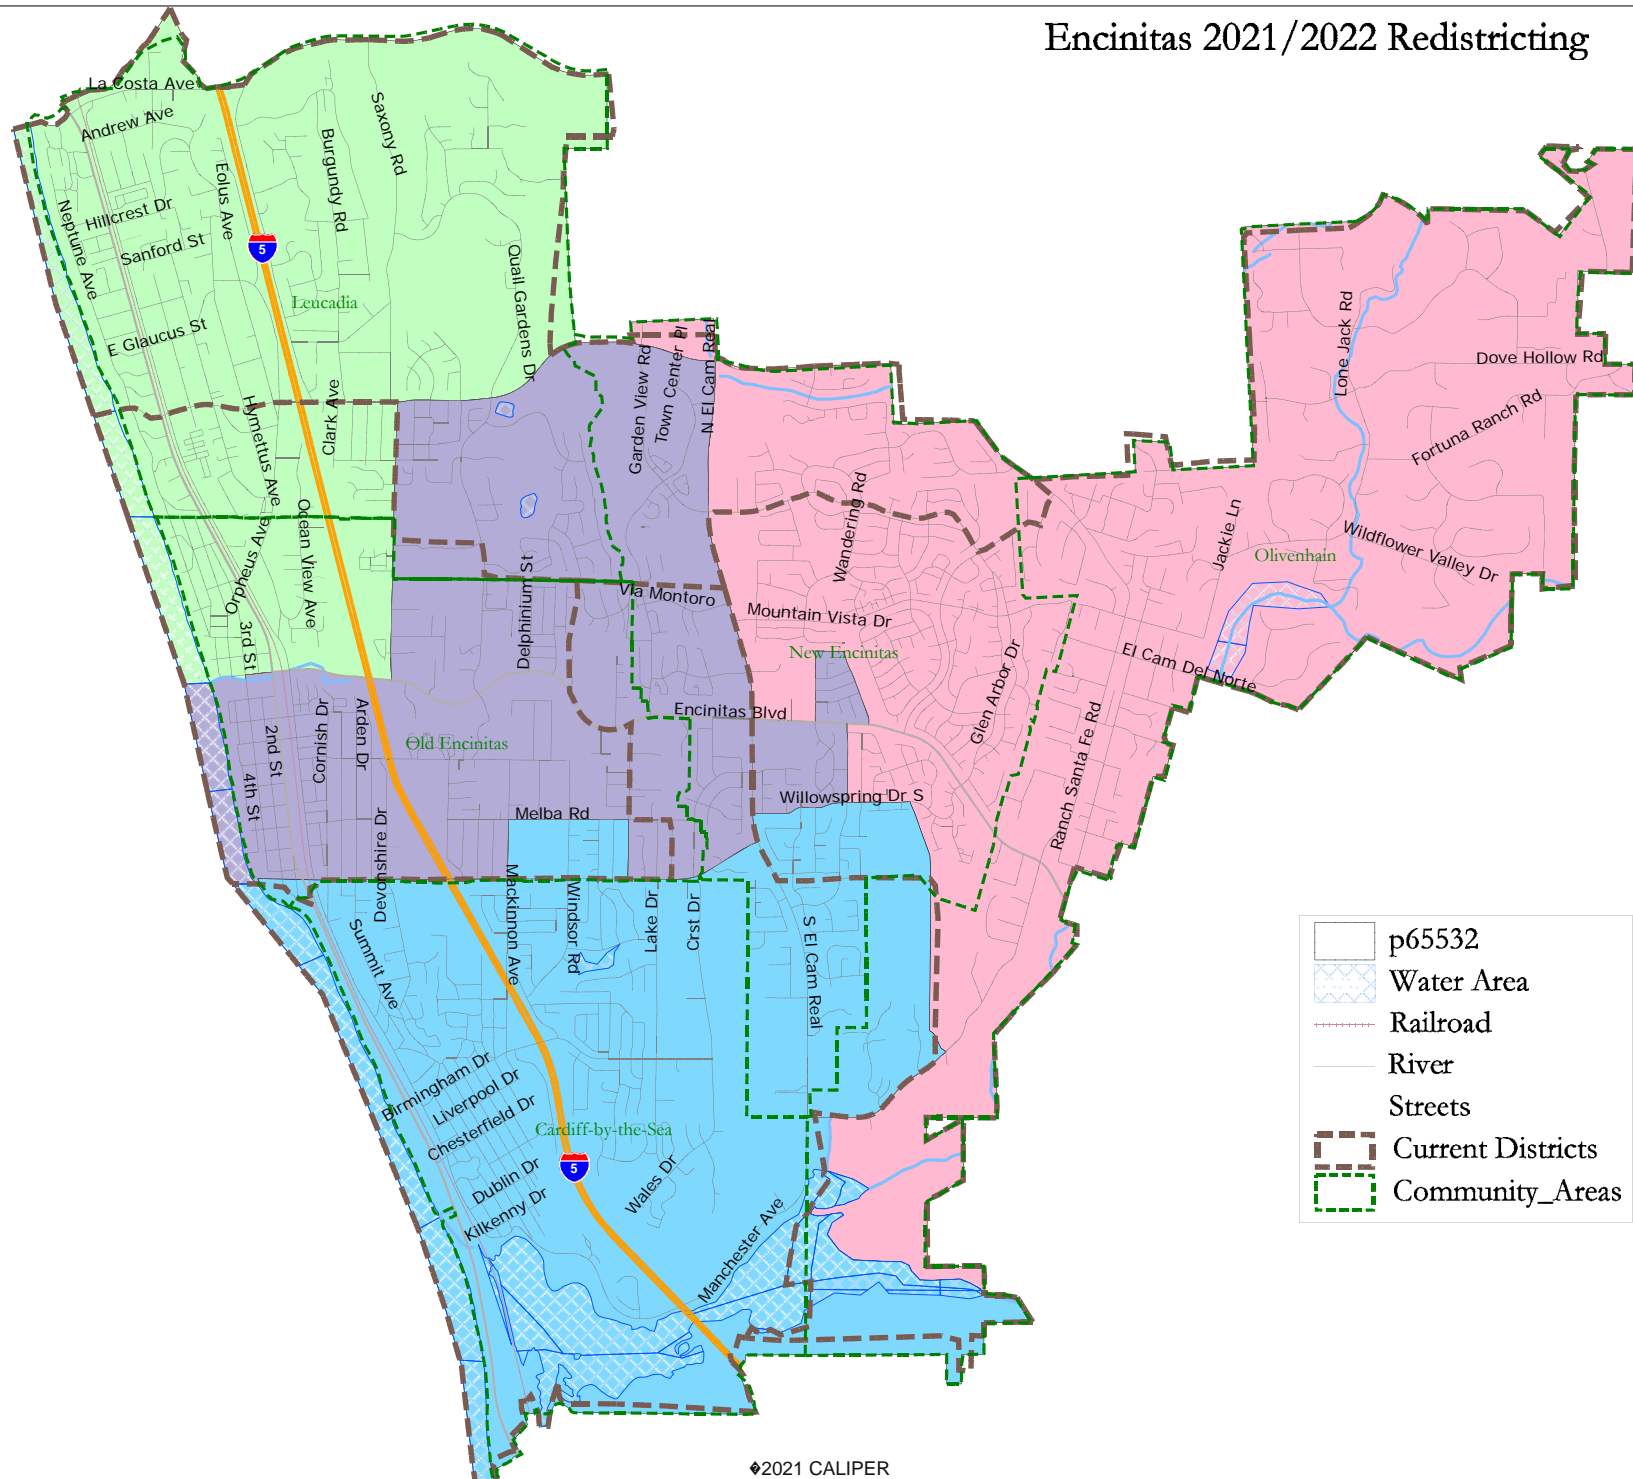 Encinitas 2021/2022 Redistricting
La Costa Ave
Andrew Ave
Saxony Rd
Burgundy Rd
Eolus Ave
Neptune Ave
Hillcrest Dr
Sanford St
5
Leucadia
Quail Gardens Dr
E Glaucus St
Hymettus Ave
Clark Ave
Garden View Rd
Town Center Pl
N El Cam Real
Lone Jack Rd
Dove Hollow Rd
Fortuna Ranch Rd
Wandering Rd
Jackie Ln
Olivenhain
Wildflower Valley Dr
Orpheus Ave
Ocean View Ave
3rd St
Delphinium St
Via Montoro
Mountain Vista Dr
New Encinitas
Glen Arbor Dr
El Cam Del Norte
Encinitas Blvd
Ranch Santa Fe Rd
2nd St
4th St
Cornish Dr
Arden Dr
Old Encinitas
Willowspring Dr S
Melba Rd
Devonshire Dr
Mackinnon Ave
Windsor Rd
Lake Dr
Crst Dr
S El Cam Real
Summit Ave
Birmingham Dr
Liverpool Dr
Chesterfield Dr
Cardiff-by-the-Sea
5
Dublin Dr
Kilkenny Dr
Wales Dr
Manchester Ave
p65532
Water Area
Railroad
River
Streets
Current Districts
Community_Areas
�2021 CALIPER